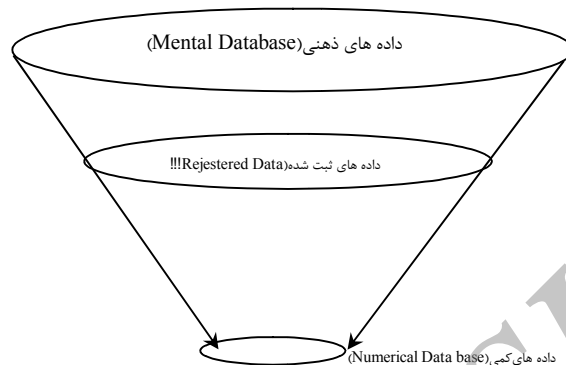 داده های ذهنی(Mental Database)
داده های ثبت شده(Rejestered Data!!!
داده های کمی(Numerical Data base)